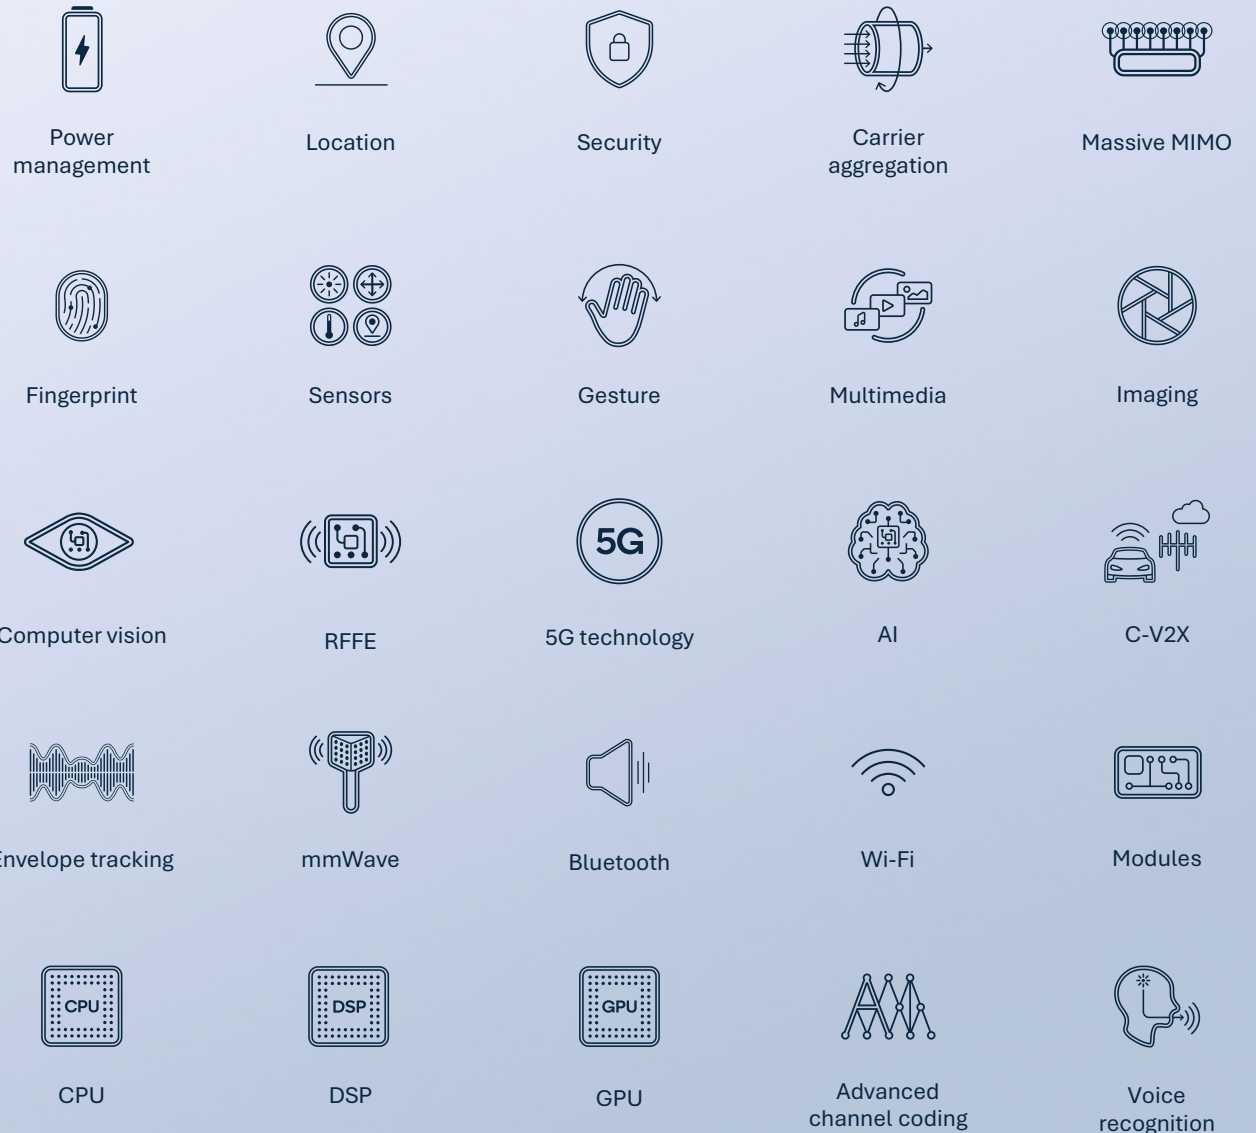 Power
management
Location
Security
Carrier
aggregation
Massive MIMO
Fingerprint
Sensors
Gesture
Multimedia
Imaging
5G
Computer vision
RFFE
5G technology
AI
C-V2X
Envelope tracking
mmWave
Bluetooth
Wi-Fi
Modules
CPU
DSP
GPU
CPU
DSP
GPU
Advanced
channel coding
Voice
recognition